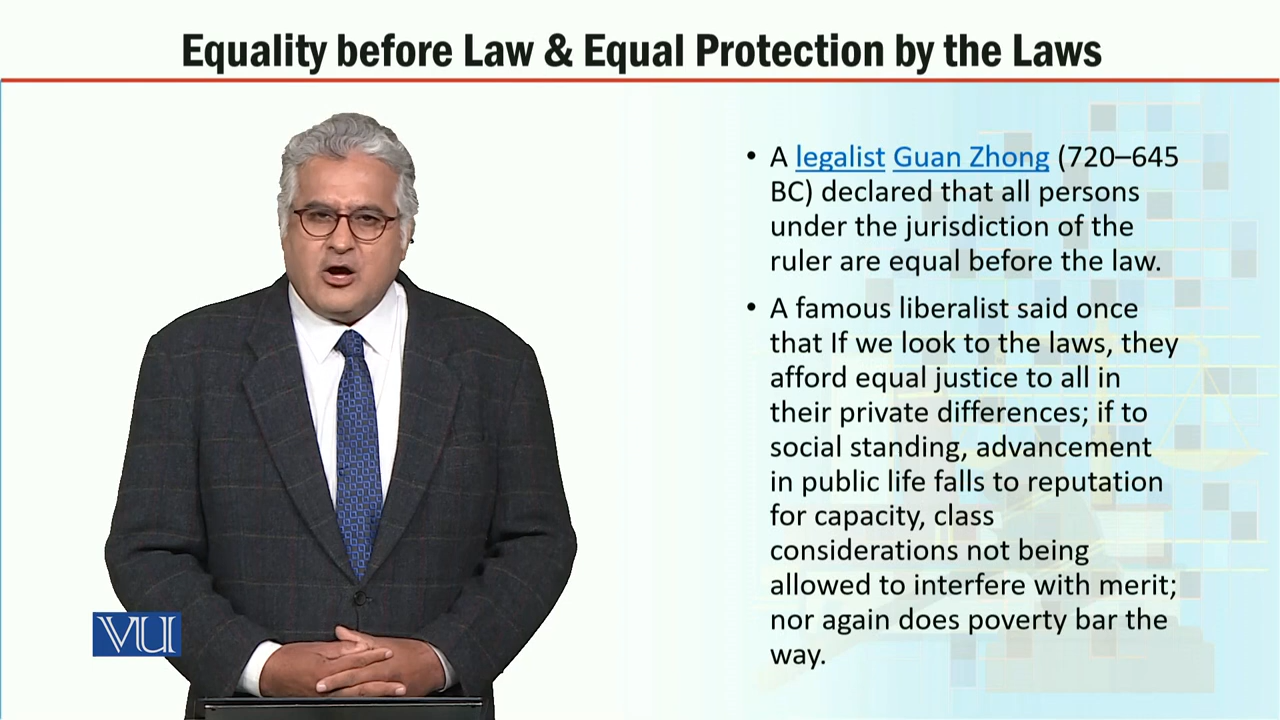 Equality before Law & Equal Protection by the Laws
• A legalist Guan Zhong (720–645
BC) declared that all persons
under the jurisdiction of the
ruler are equal before the law.
• A famous liberalist said once
that If we look to the laws, they
afford equal justice to all in
their private differences; if to
social standing, advancement
in public life falls to reputation
for capacity, class
considerations not being
allowed to interfere with merit;
nor again does poverty bar the
way.
VU